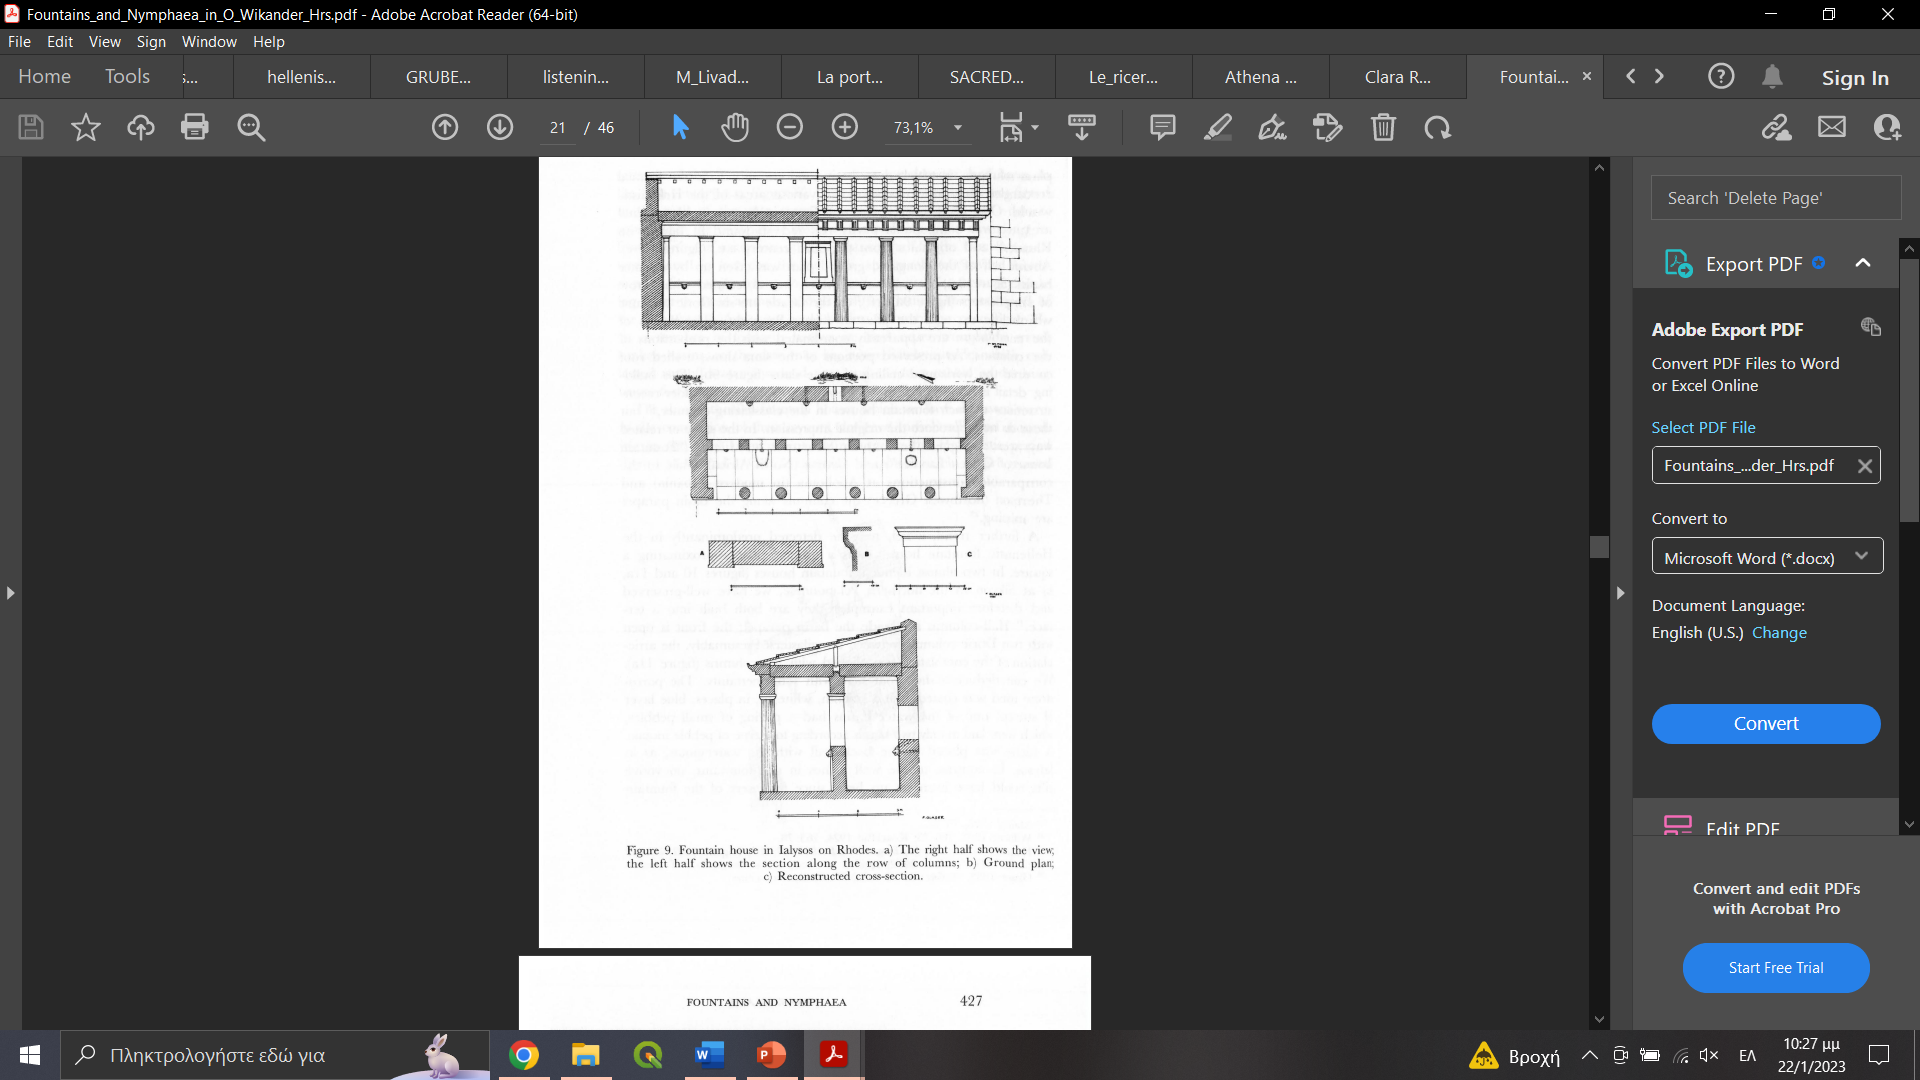 Fountains_and_Nymphaea_in_O_Wikander_Hrs.pdf - Adobe Acrobat Reader (64-bit)
File Edit View Sign Window Help
Home Tools s... hellenis... GRUBE... listenin... M_Livad... La port... SACRED... Le_ricer... Athena ... Clara R... Fountai... Sign In
21 / 46 73,1%
Search 'Delete Page'
Export PDF
Adobe Export PDF
Convert PDF Files to Word
or Excel Online
Select PDF File
Fountains_...der_Hrs.pdf
Convert to
Microsoft Word (*.docx)
Document Language:
English (U.S.) Change
Convert
Edit PDF
Convert and edit PDFs
with Acrobat Pro
Start Free Trial
A B C
F. GLASER
Figure 9. Fountain house in Ialysos on Rhodes. a) The right half shows the view;
the left half shows the section along the row of columns; b) Ground plan;
c) Reconstructed cross-section.
FOUNTAINS AND NYMPHAEA 427
Πληκτρολογήστε εδώ για
Βροχή
ΕΛ
10:27 μμ
22/1/2023